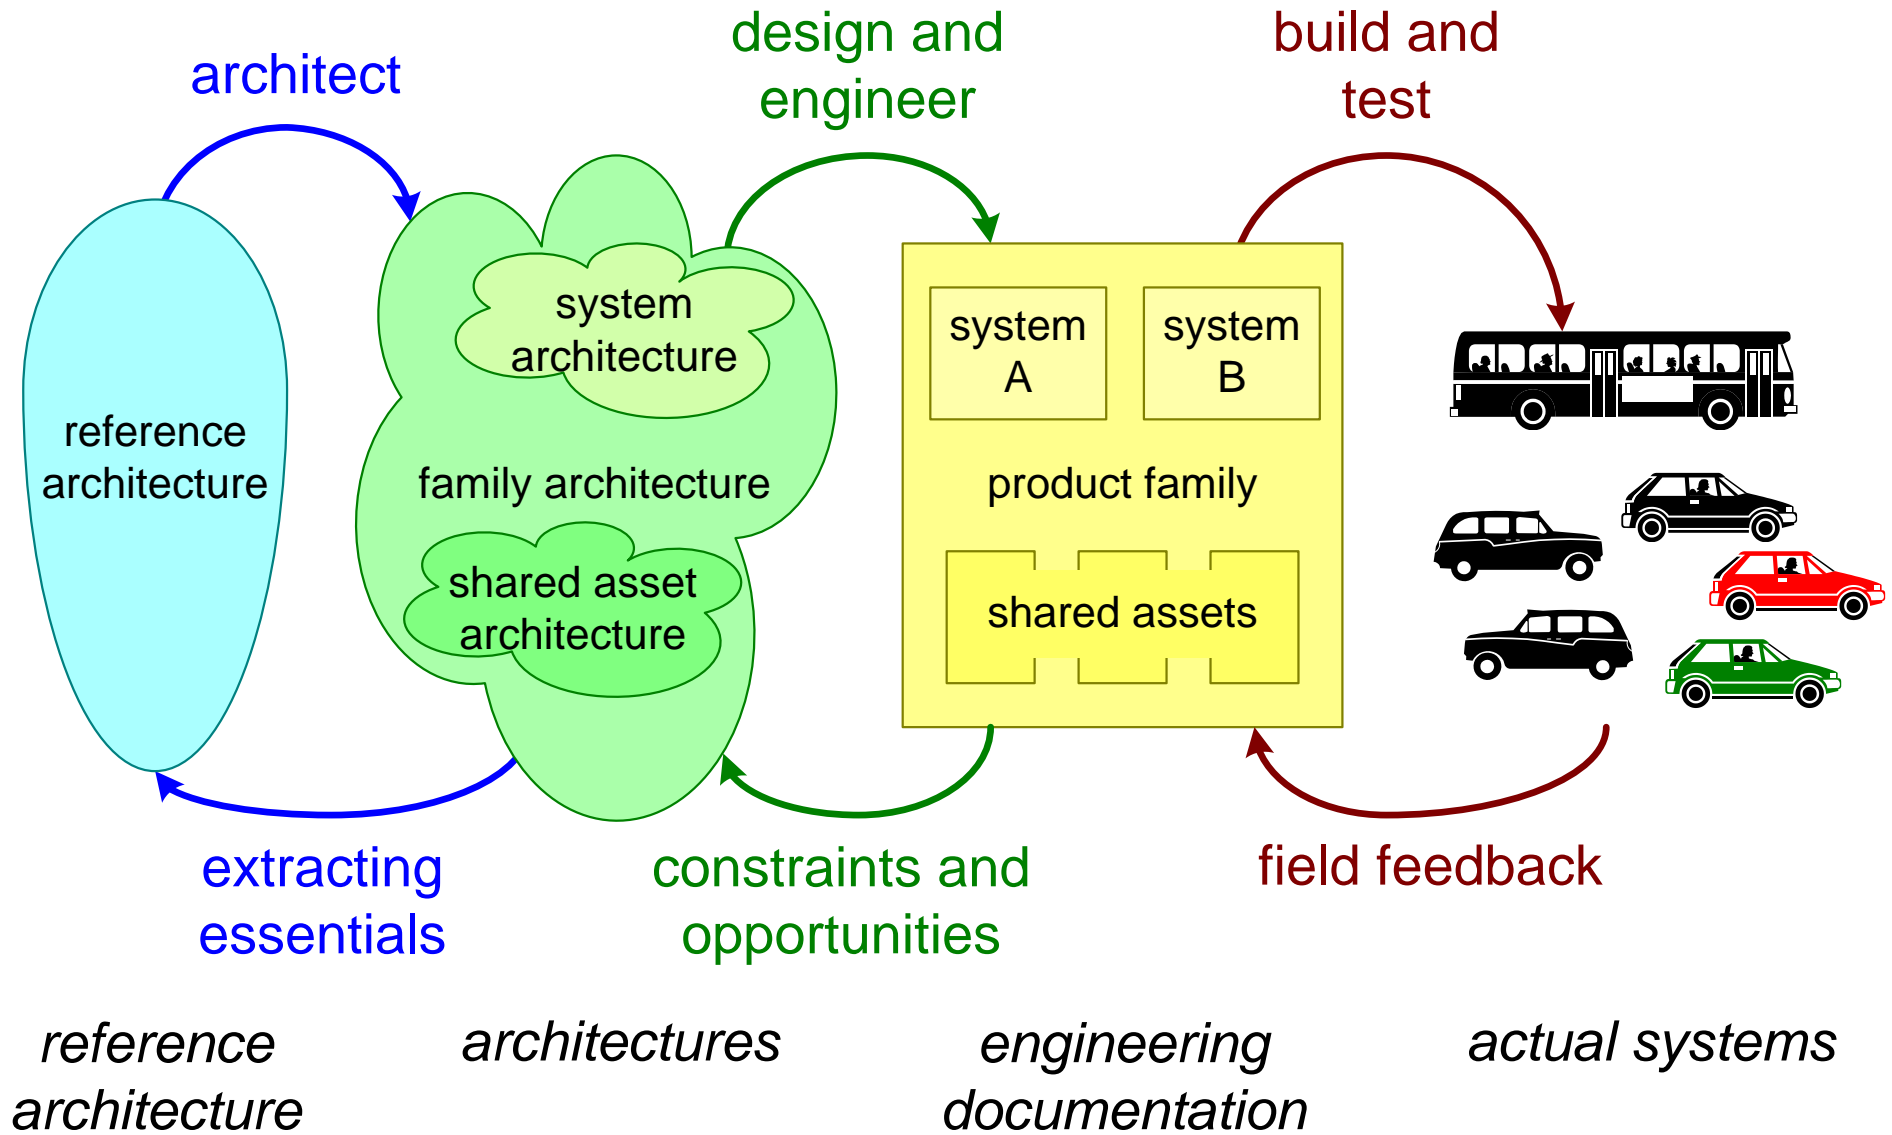 architect
design and
engineer
build and
test
reference
architecture
system
architecture
family architecture
shared asset
architecture
system
A
system
B
product family
shared assets
extracting
essentials
constraints and
opportunities
field feedback
reference
architecture
architectures
engineering
documentation
actual systems